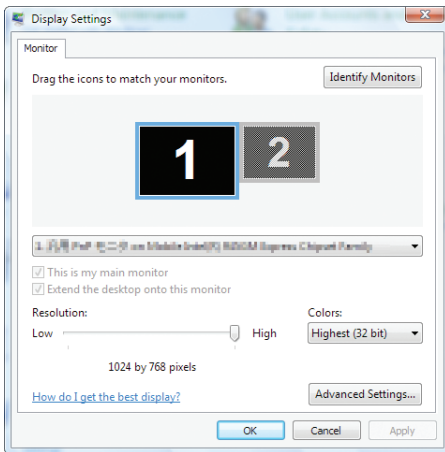 Display Settings
Monitor
Drag the icons to match your monitors.
Identify Monitors
1
2
This is my main monitor
Extend the desktop onto this monitor
Resolution:
Colors:
Low
High
Highest (32 bit)
1024 by 768 pixels
How do I get the best display?
Advanced Settings...
OK
Cancel
Apply